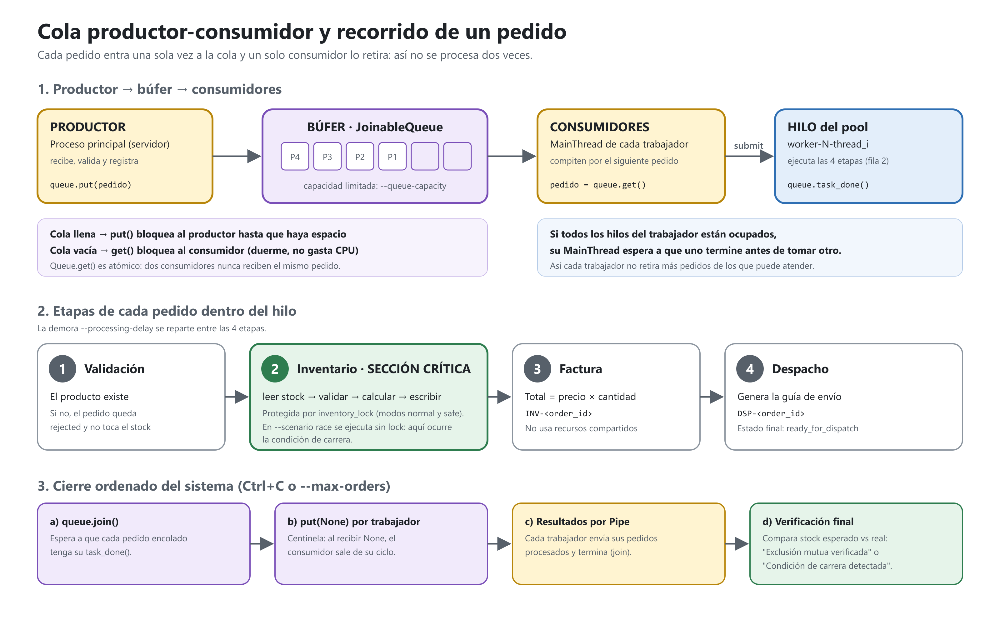 Cola productor-consumidor y recorrido de un pedido
Cada pedido entra una sola vez a la cola y un solo consumidor lo retira: así no se procesa dos veces.
1. Productor → búfer → consumidores
PRODUCTOR
Proceso principal (servidor)
recibe, valida y registra
queue.put(pedido)
BÚFER · JoinableQueue
P4 P3 P2 P1
capacidad limitada: --queue-capacity
CONSUMIDORES
MainThread de cada trabajador
compiten por el siguiente pedido
pedido = queue.get()
submit
HILO del pool
worker-N-thread_i
ejecuta las 4 etapas (fila 2)
queue.task_done()
Cola llena → put() bloquea al productor hasta que haya espacio
Cola vacía → get() bloquea al consumidor (duerme, no gasta CPU)
Queue.get() es atómico: dos consumidores nunca reciben el mismo pedido.
Si todos los hilos del trabajador están ocupados,
su MainThread espera a que uno termine antes de tomar otro.
Así cada trabajador no retira más pedidos de los que puede atender.
2. Etapas de cada pedido dentro del hilo
La demora --processing-delay se reparte entre las 4 etapas.
1 Validación
El producto existe
Si no, el pedido queda
rejected y no toca el stock
2 Inventario · SECCIÓN CRÍTICA
leer stock → validar → calcular → escribir
Protegida por inventory_lock (modos normal y safe).
En --scenario race se ejecuta sin lock: aquí ocurre
la condición de carrera.
3 Factura
Total = precio × cantidad
INV-<order_id>
No usa recursos compartidos
4 Despacho
Genera la guía de envío
DSP-<order_id>
Estado final: ready_for_dispatch
3. Cierre ordenado del sistema (Ctrl+C o --max-orders)
a) queue.join()
Espera a que cada pedido encolado
tenga su task_done().
b) put(None) por trabajador
Centinela: al recibir None, el
consumidor sale de su ciclo.
c) Resultados por Pipe
Cada trabajador envía sus pedidos
procesados y termina (join).
d) Verificación final
Compara stock esperado vs real:
"Exclusión mutua verificada" o
"Condición de carrera detectada".